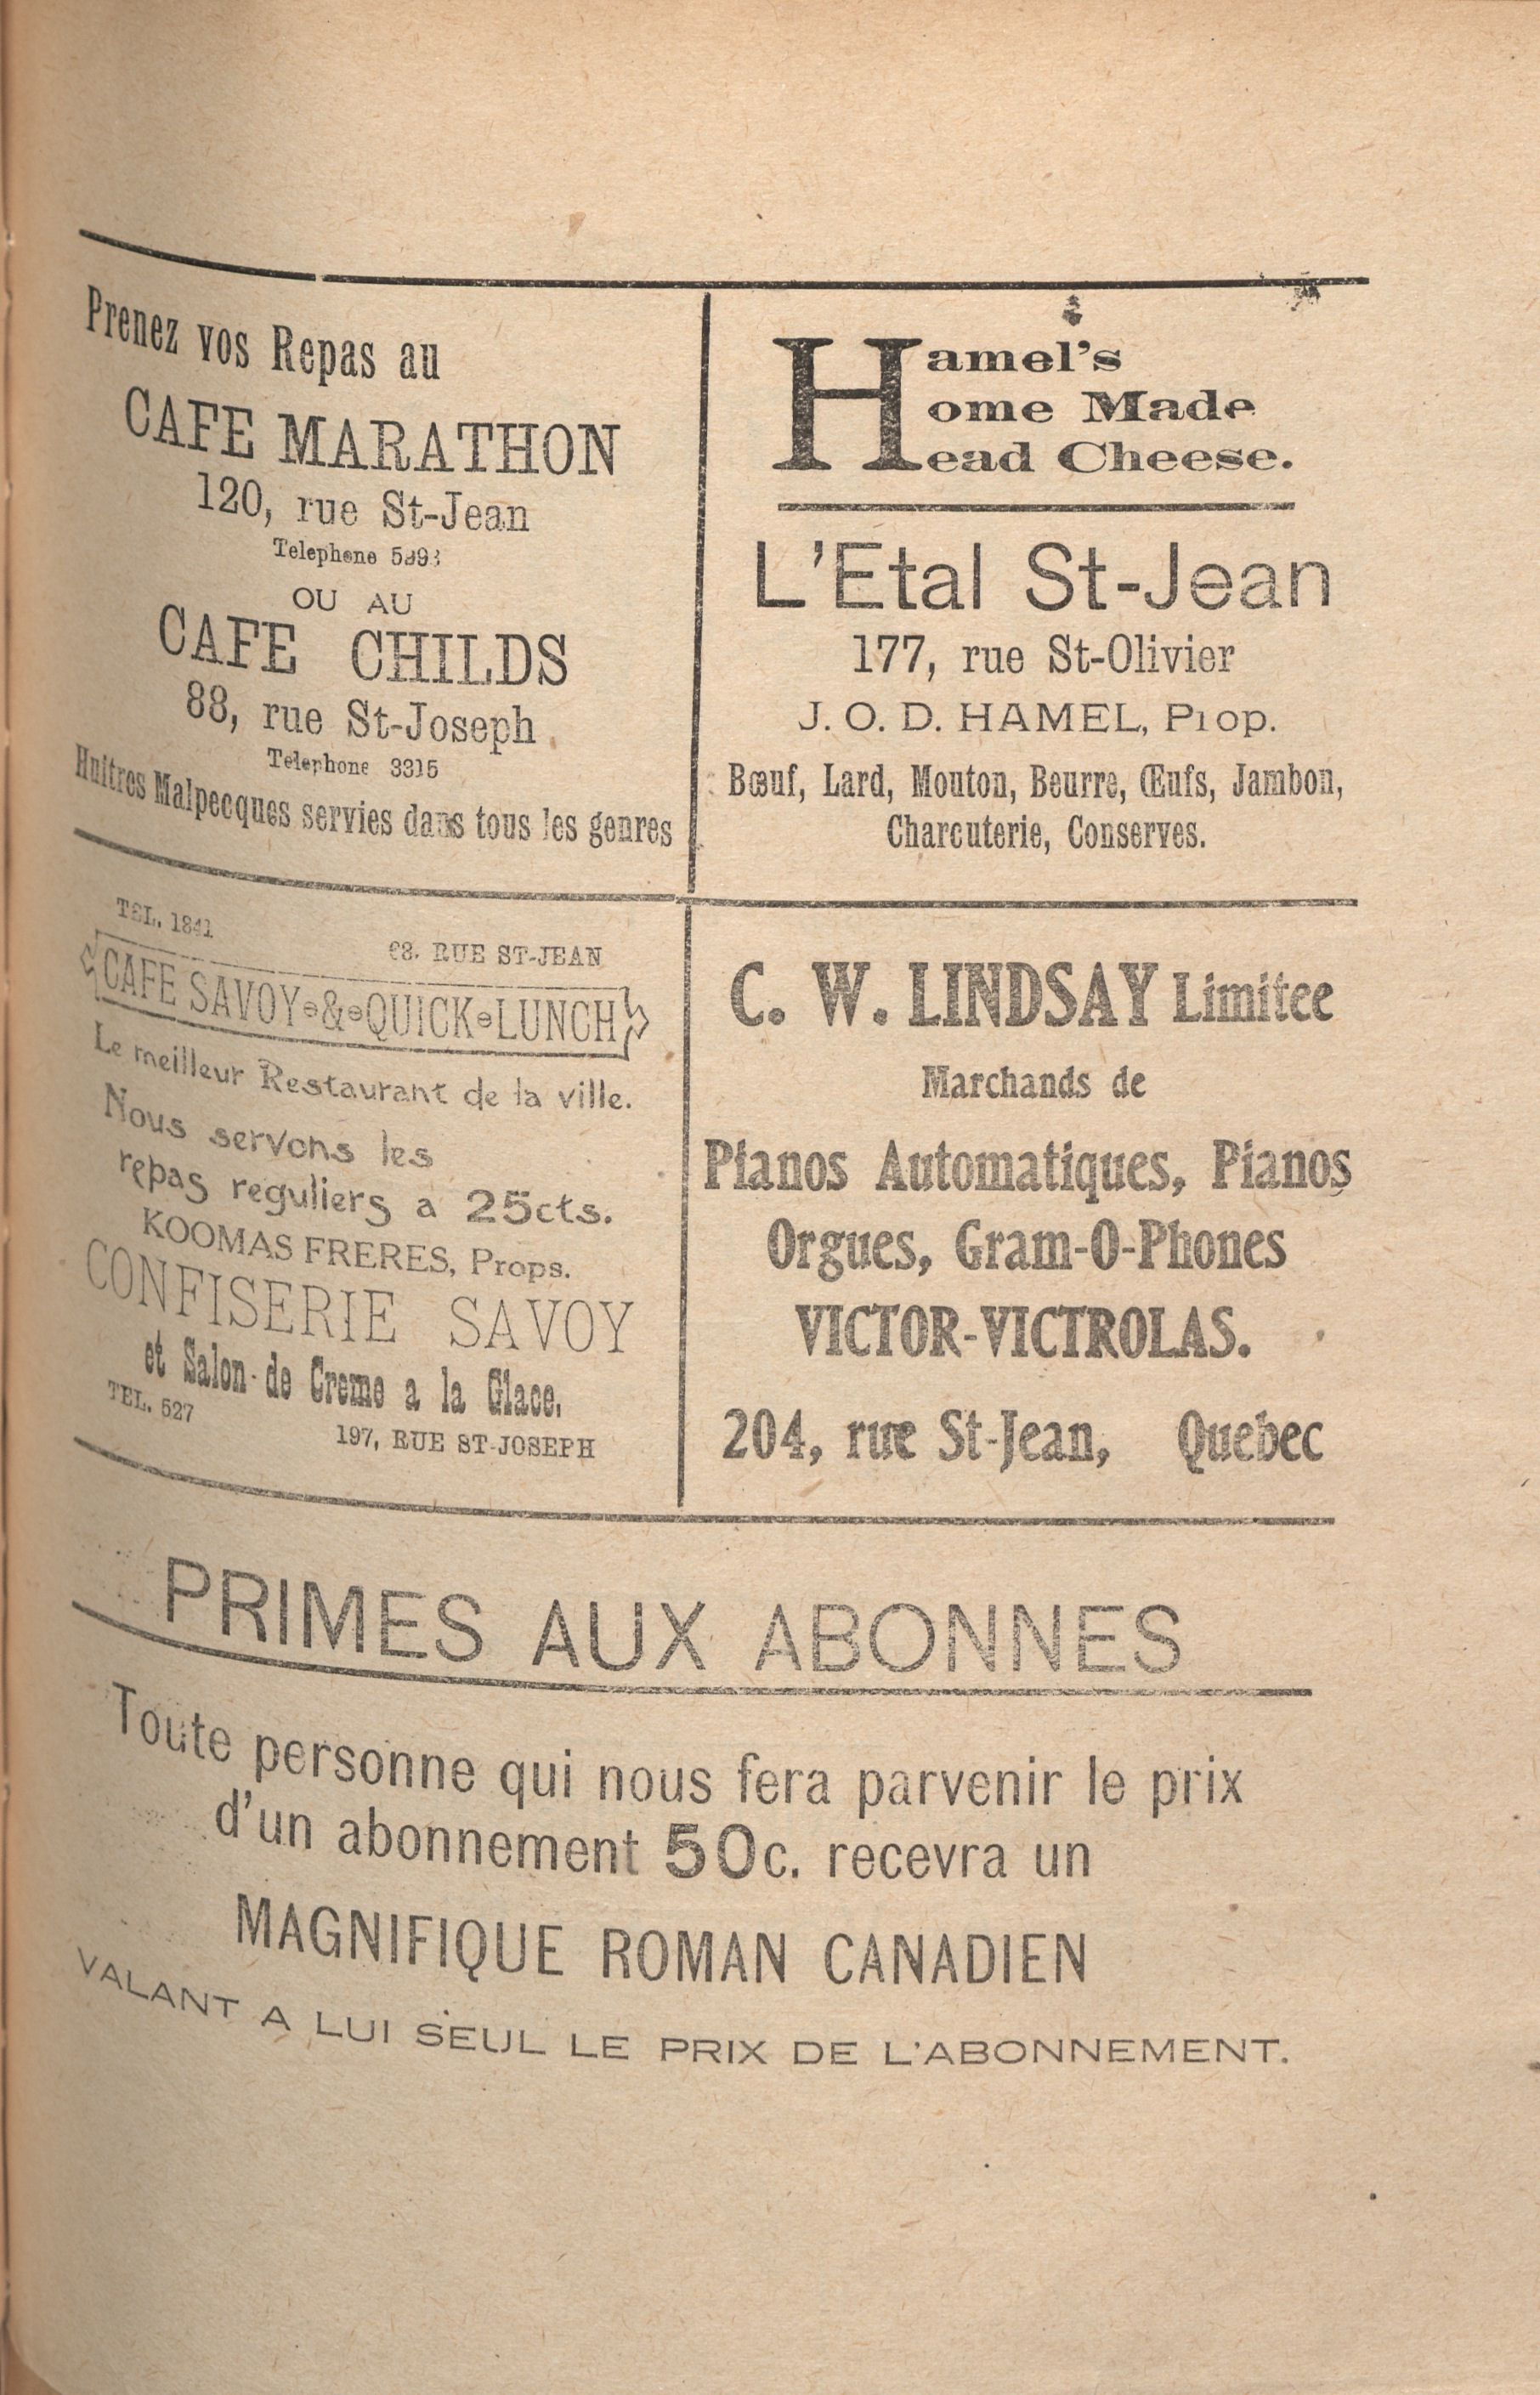 Prenez vos Repas au
CAFE MARATHON
120, rue St-Jean
Telephone
OU AU
CAFE CHILDS
88, rue St-Joseph
Telephone 3315
Huitres Malpecques servies dans tous les genres
Hamel's
Home Made
Head Cheese.
L'Etal St-Jean
177, rue St-Olivier
J. O. D. HAMEL, Prop.
Bœuf, Lard, Mouton, Beurre, Œufs, Jambon,
Charcuterie, Conserves.
TEL. 1841
RUE ST-JEAN
CAFE SAVOY & QUICK LUNCH
Le meilleur Restaurant de la ville.
Nous servons les
repas reguliers a 25cts.
KOOMAS FRERES, Props.
CONFISERIE SAVOY
et Salon de Creme a la Glace.
TEL. 527
197, RUE ST-JOSEPH
C. W. LINDSAY Limitee
Marchands de
Pianos Automatiques, Pianos
Orgues, Gram-O-Phones
VICTOR-VICTROLAS.
204, rue St-Jean, Quebec
PRIMES AUX ABONNES
Toute personne qui nous fera parvenir le prix
d'un abonnement 50c. recevra un
MAGNIFIQUE ROMAN CANADIEN
VALANT A LUI SEUL LE PRIX DE L'ABONNEMENT.